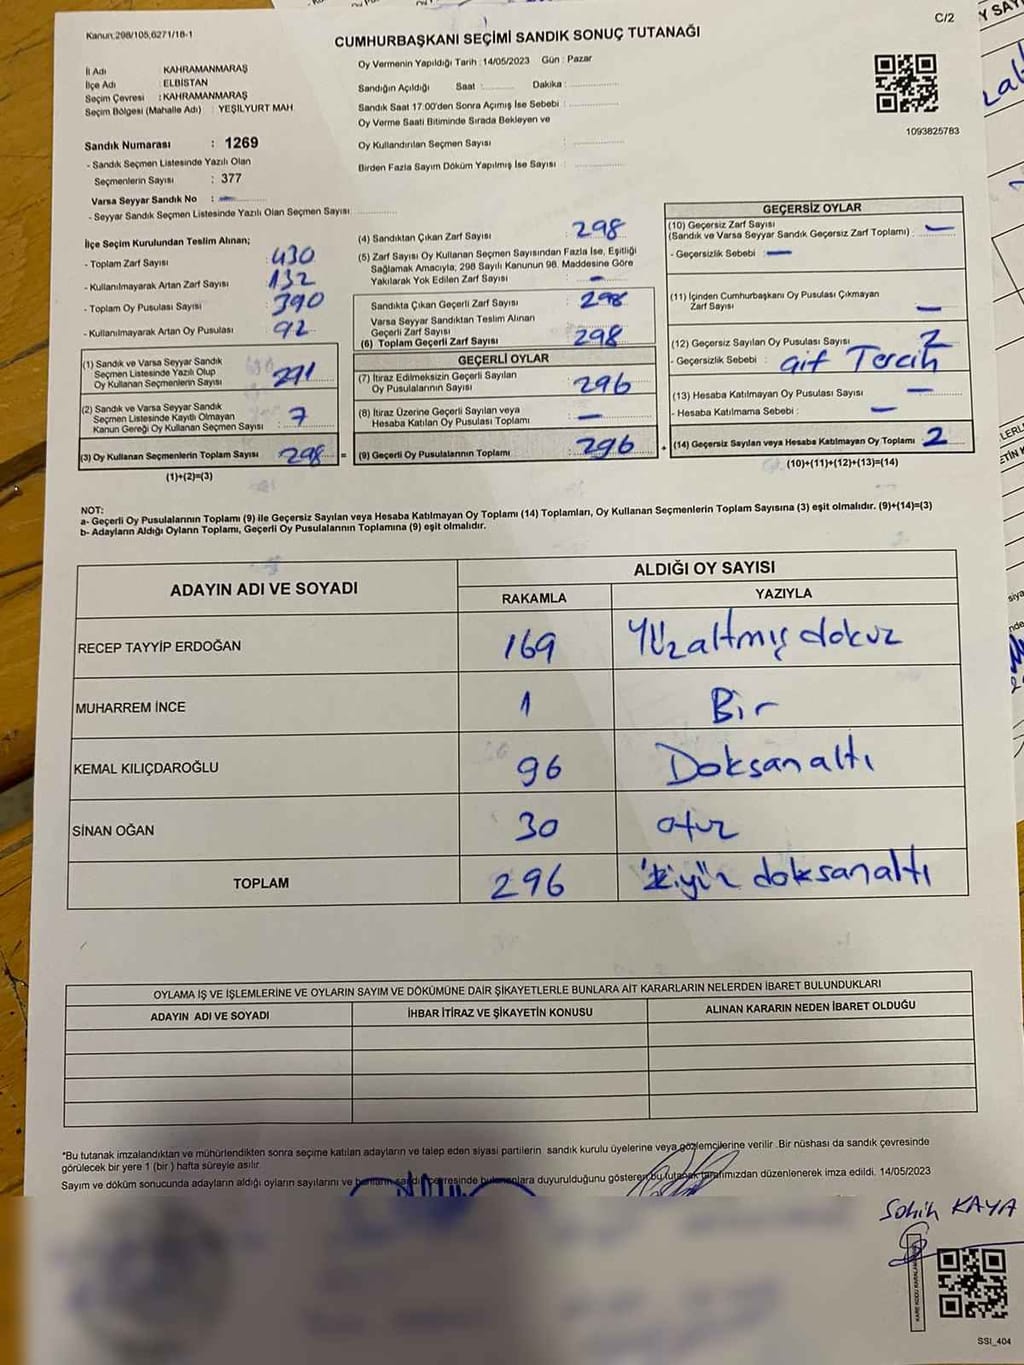 Kanun:298/105,6271/18-1
C/2
CUMHURBAŞKANI SEÇİMİ SANDIK SONUÇ TUTANAĞI
İl Adı KAHRAMANMARAŞ
İlçe Adı ELBİSTAN
Seçim Çevresi : KAHRAMANMARAŞ
Seçim Bölgesi (Mahalle Adı) : YEŞİLYURT MAH
Sandık Numarası : 1269
- Sandık Seçmen Listesinde Yazılı Olan
Seçmenlerin Sayısı : 377
Varsa Seyyar Sandık No : -
- Seyyar Sandık Seçmen Listesinde Yazılı Olan Seçmen Sayısı
Oy Vermenin Yapıldığı Tarih : 14/05/2023 Gün : Pazar
Sandığın Açıldığı Saat : Dakika :
Sandık Saat 17:00'den Sonra Açımış İse Sebebi :
Oy Verme Saati Bitiminde Sırada Bekleyen ve
Oy Kullandırılan Seçmen Sayısı :
Birden Fazla Sayım Döküm Yapılmış İse Sayısı :
1093825783
İlçe Seçim Kurulundan Teslim Alınan;
- Toplam Zarf Sayısı : 430
- Kullanılmayarak Artan Zarf Sayısı : 132
- Toplam Oy Pusulası Sayısı : 390
- Kullanılmayarak Artan Oy Pusulası : 92
(1) Sandık ve Varsa Seyyar Sandık
Seçmen Listesinde Yazılı Olup
Oy Kullanan Seçmenlerin Sayısı : 291
(2) Sandık ve Varsa Seyyar Sandık
Seçmen Listesinde Kayıtlı Olmayan
Kanun Gereği Oy Kullanan Seçmen Sayısı : 7
(3) Oy Kullanan Seçmenlerin Toplam Sayısı : 298 =
(1)+(2)=(3)
(4) Sandıktan Çıkan Zarf Sayısı : 298
(5) Zarf Sayısı Oy Kullanan Seçmen Sayısından Fazla İse, Eşitliği
Sağlamak Amacıyla; 298 Sayılı Kanunun 98. Maddesine Göre
Yakılarak Yok Edilen Zarf Sayısı : -
Sandıkta Çıkan Geçerli Zarf Sayısı : 298
Varsa Seyyar Sandıktan Teslim Alınan
Geçerli Zarf Sayısı
(6) Toplam Geçerli Zarf Sayısı : 298
GEÇERLİ OYLAR
(7) İtiraz Edilmeksizin Geçerli Sayılan
Oy Pusulalarının Sayısı : 296
(8) İtiraz Üzerine Geçerli Sayılan veya
Hesaba Katılan Oy Pusulası Toplamı : -
(9) Geçerli Oy Pusulalarının Toplamı : 296 +
GEÇERSİZ OYLAR
(10) Geçersiz Zarf Sayısı
(Sandık ve Varsa Seyyar Sandık Geçersiz Zarf Toplamı) : -
- Geçersizlik Sebebi : -
(11) İçinden Cumhurbaşkanı Oy Pusulası Çıkmayan
Zarf Sayısı -
(12) Geçersiz Sayılan Oy Pusulası Sayısı : 2
- Geçersizlik Sebebi : Çift Tercih
(13) Hesaba Katılmayan Oy Pusulası Sayısı : -
- Hesaba Katılmama Sebebi : -
(14) Geçersiz Sayılan veya Hesaba Katılmayan Oy Toplamı 2
(10)+(11)+(12)+(13)=(14)
NOT:
a- Geçerli Oy Pusulalarının Toplamı (9) ile Geçersiz Sayılan veya Hesaba Katılmayan Oy Toplamı (14) Toplamları, Oy Kullanan Seçmenlerin Toplam Sayısına (3) eşit olmalıdır. (9)+(14)=(3)
b- Adayların Aldığı Oyların Toplamı, Geçerli Oy Pusulalarının Toplamına (9) eşit olmalıdır.
ADAYIN ADI VE SOYADI
ALDIĞI OY SAYISI
RAKAMLA YAZIYLA
RECEP TAYYİP ERDOĞAN 169 Yüzaltmış dokuz
MUHARREM İNCE 1 Bir
KEMAL KILIÇDAROĞLU 96 Doksan altı
SİNAN OĞAN 30 otuz
TOPLAM 296 ikiyüz doksanaltı
OYLAMA İŞ VE İŞLEMLERİNE VE OYLARIN SAYIM VE DÖKÜMÜNE DAİR ŞİKAYETLERLE BUNLARA AİT KARARLARIN NELERDEN İBARET BULUNDUKLARI
ADAYIN ADI VE SOYADI İHBAR İTİRAZ VE ŞİKAYETİN KONUSU ALINAN KARARIN NEDEN İBARET OLDUĞU
*Bu tutanak imzalandıktan ve mühürlendikten sonra seçime katılan adayların ve talep eden siyasi partilerin sandık kurulu üyelerine veya gözlemcilerine verilir .Bir nüshası da sandık çevresinde
görülecek bir yere 1 (bir ) hafta süreyle asılır.
Sayım ve döküm sonucunda adayların aldığı oyların sayılarını ve bunların sandık çevresinde bulunanlara duyurulduğunu gösteren bu tutanak tarafımızdan düzenlenerek imza edildi. 14/05/2023
Sahin KAYA
SSI_404